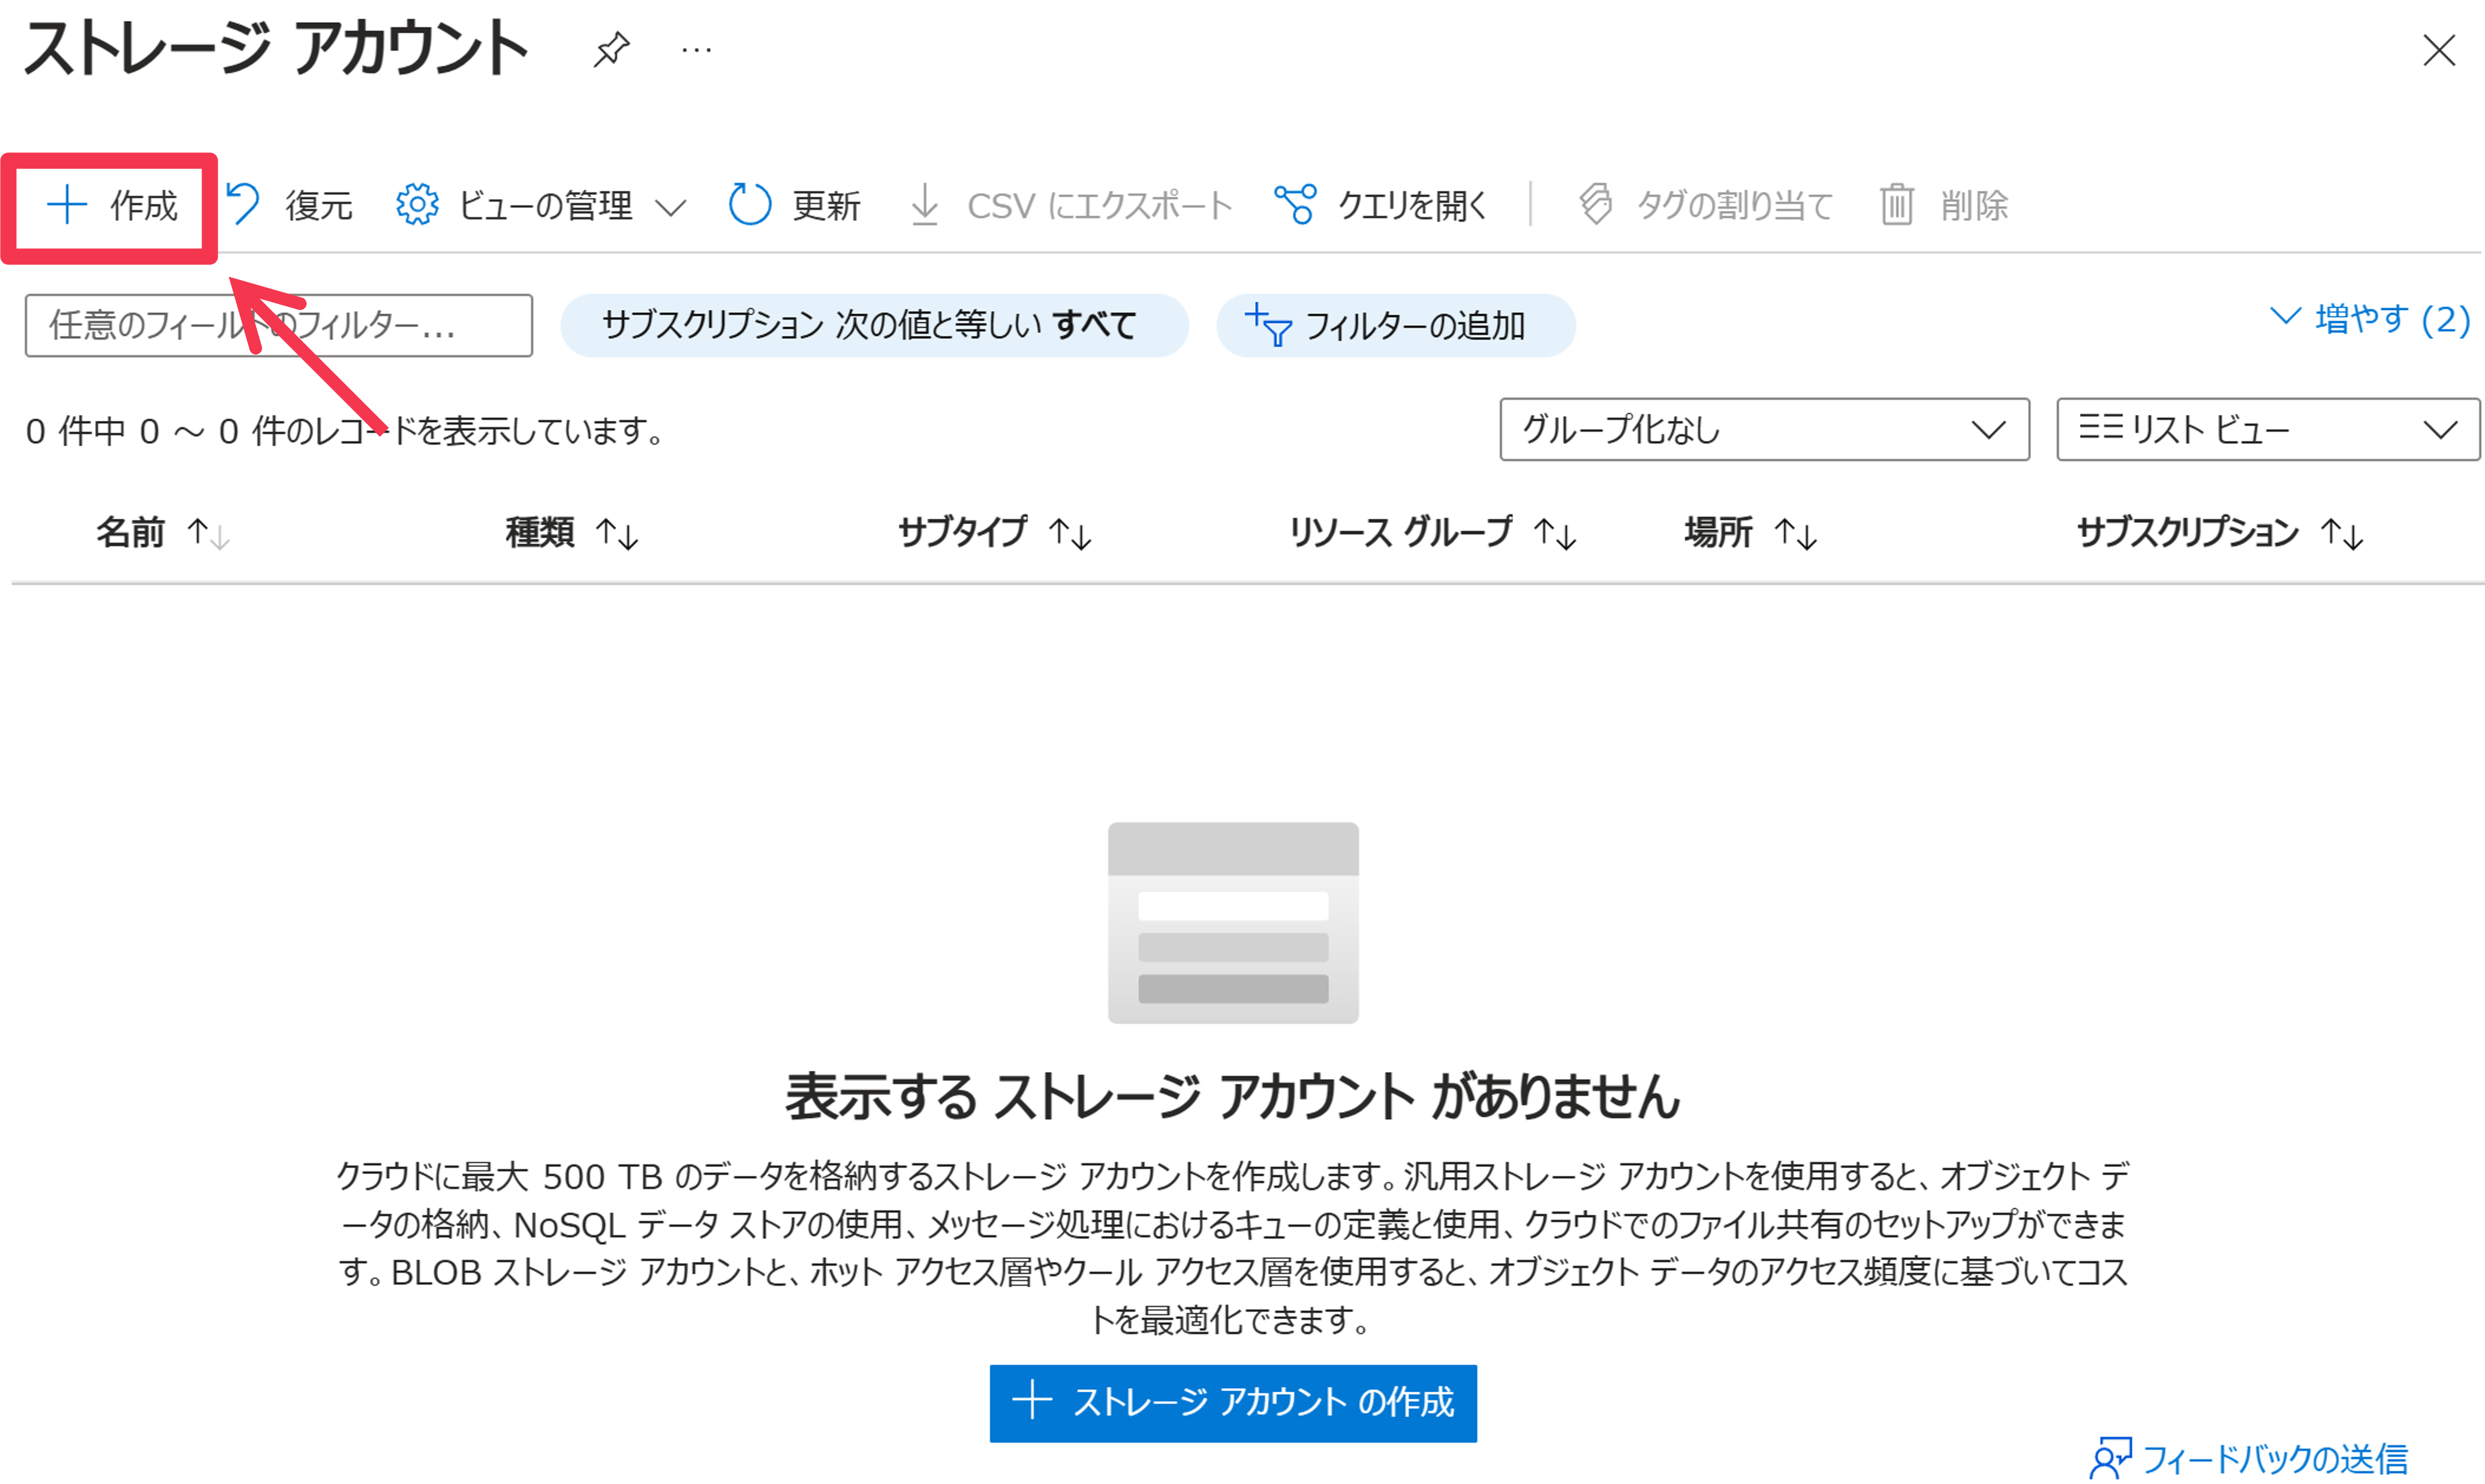 ストレージ アカウント ...
作成 復元 ビューの管理 更新 CSV にエクスポート クエリを開く タグの割り当て 削除
任意のフィールドのフィルター... サブスクリプション 次の値と等しい すべて フィルターの追加 増やす (2)
0 件中 0 ～ 0 件のレコードを表示しています。 グループ化なし リスト ビュー
名前 ↑↓ 種類 ↑↓ サブタイプ ↑↓ リソース グループ ↑↓ 場所 ↑↓ サブスクリプション ↑↓
表示する ストレージ アカウント がありません
クラウドに最大 500 TB のデータを格納するストレージ アカウントを作成します。汎用ストレージ アカウントを使用すると、オブジェクト デ
ータの格納、NoSQL データ ストアの使用、メッセージ処理におけるキューの定義と使用、クラウドでのファイル共有のセットアップができま
す。BLOB ストレージ アカウントと、ホット アクセス層やクール アクセス層を使用すると、オブジェクト データのアクセス頻度に基づいてコス
トを最適化できます。
ストレージ アカウント の作成
フィードバックの送信